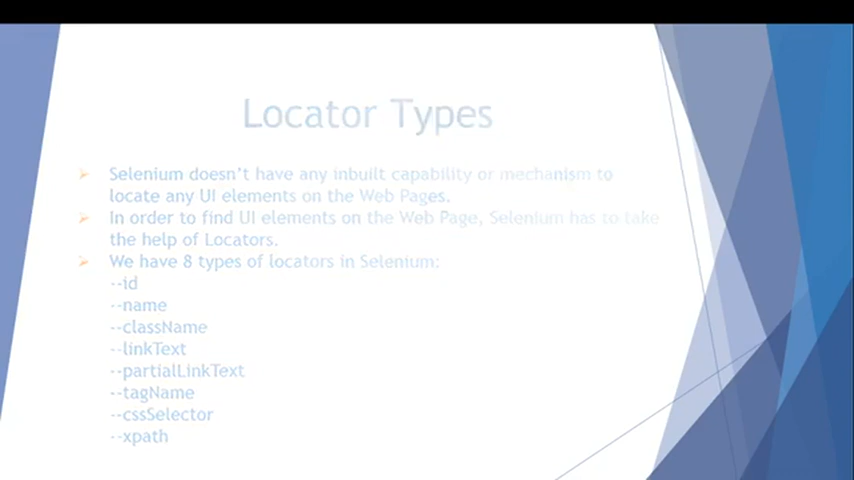 Locator Types
Selenium doesn't have any inbuilt capability or mechanism to
locate any UI elements on the Web Pages.
In order to find UI elements on the Web Page, Selenium has to take
the help of Locators.
We have 8 types of locators in Selenium:
--id
--name
--className
--linkText
--partialLinkText
--tagName
--cssSelector
--xpath